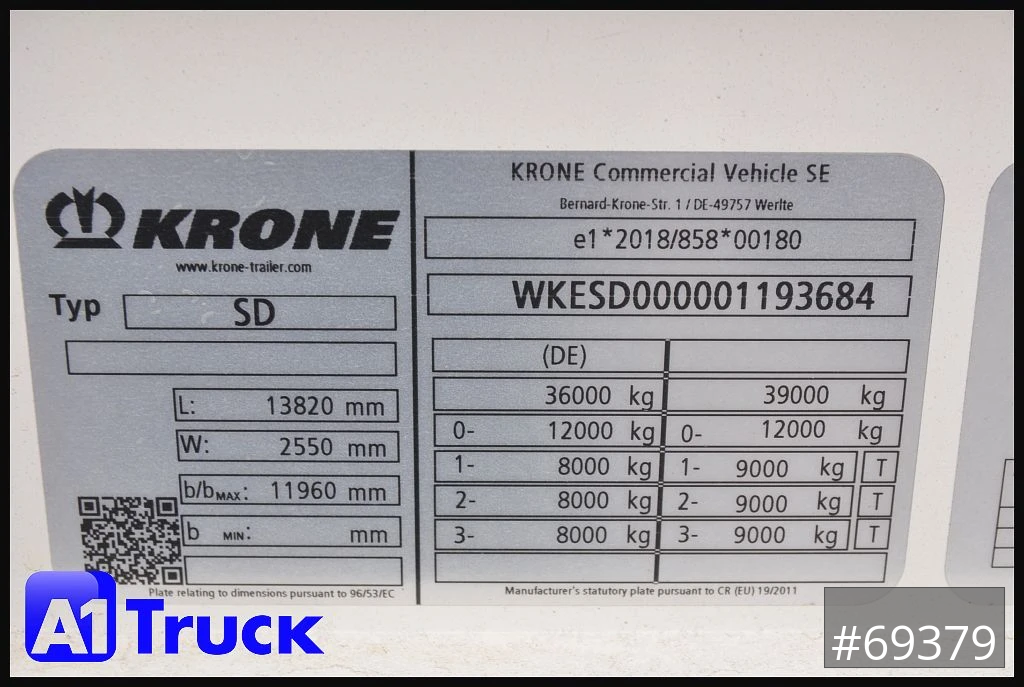 KRONE
www.krone-trailer.com
Typ SD
L: 13820 mm
W: 2550 mm
b/b MAX: 11960 mm
b MIN: mm
Plate relating to dimensions pursuant to 96/53/EC
KRONE Commercial Vehicle SE
Bernard-Krone-Str. 1 / DE-49757 Werlte
e1*2018/858*00180
WKESD000001193684
(DE)
36000 kg 39000 kg
0- 12000 kg 0- 12000 kg
1- 8000 kg 1- 9000 kg T
2- 8000 kg 2- 9000 kg T
3- 8000 kg 3- 9000 kg T
Manufacturer's statutory plate pursuant to CR (EU) 19/2011
A1 Truck
#69379